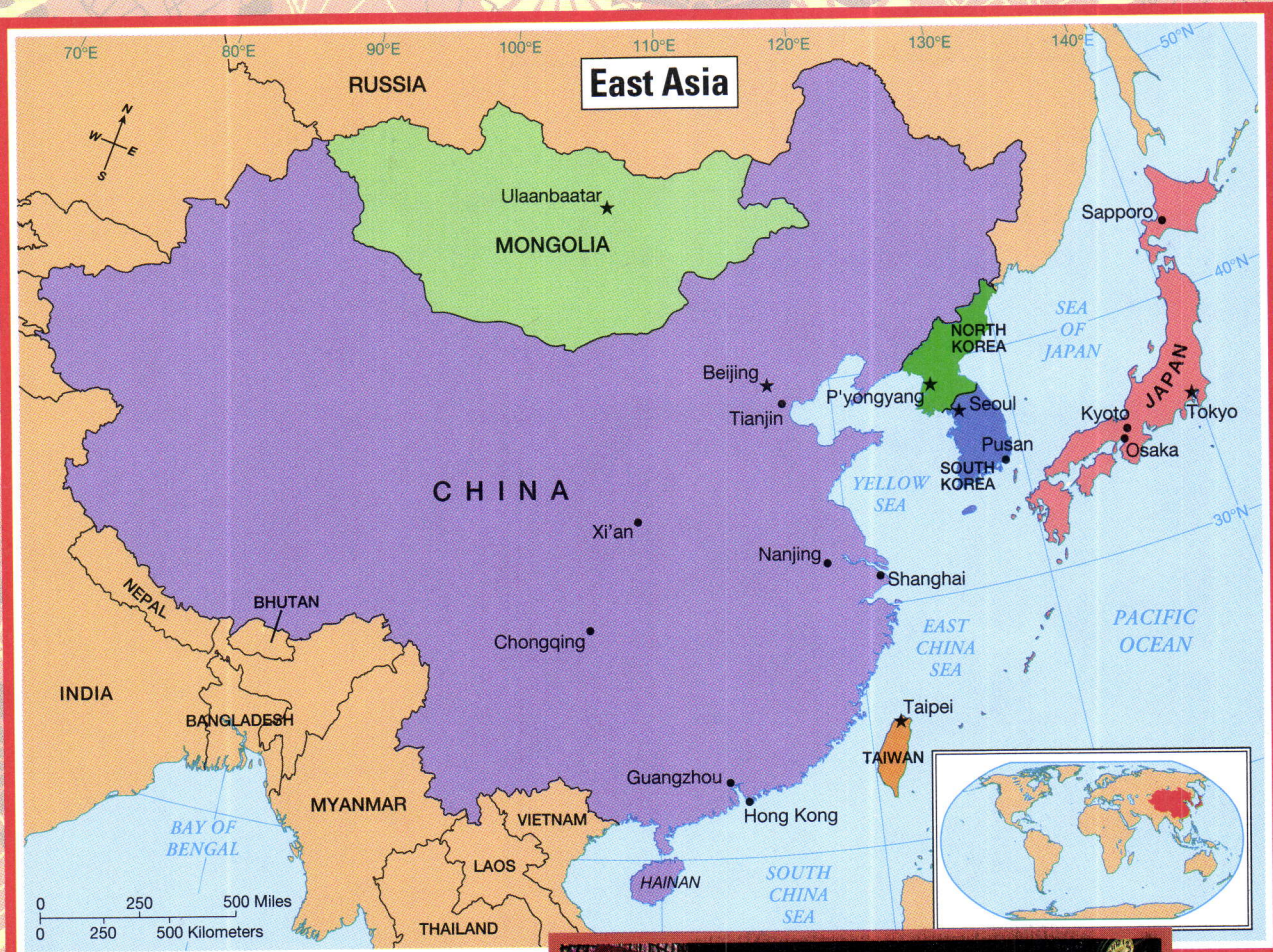 70°E
80°E
90°E
100°E
110°E
120°E
130°E
140°E
50°N
East Asia
RUSSIA
N
W
E
S
Ulaanbaatar
MONGOLIA
Sapporo
40°N
SEA
OF
JAPAN
NORTH
KOREA
JAPAN
Beijing
Tianjin
P'yongyang
Seoul
Kyoto
Tokyo
Osaka
Pusan
SOUTH
KOREA
YELLOW
SEA
CHINA
Xi'an
30°N
Nanjing
Shanghai
NEPAL
BHUTAN
Chongqing
EAST
CHINA
SEA
PACIFIC
OCEAN
INDIA
BANGLADESH
Taipei
TAIWAN
Guangzhou
Hong Kong
MYANMAR
VIETNAM
BAY OF
BENGAL
LAOS
HAINAN
SOUTH
CHINA
SEA
THAILAND
0 250 500 Miles
0 250 500 Kilometers